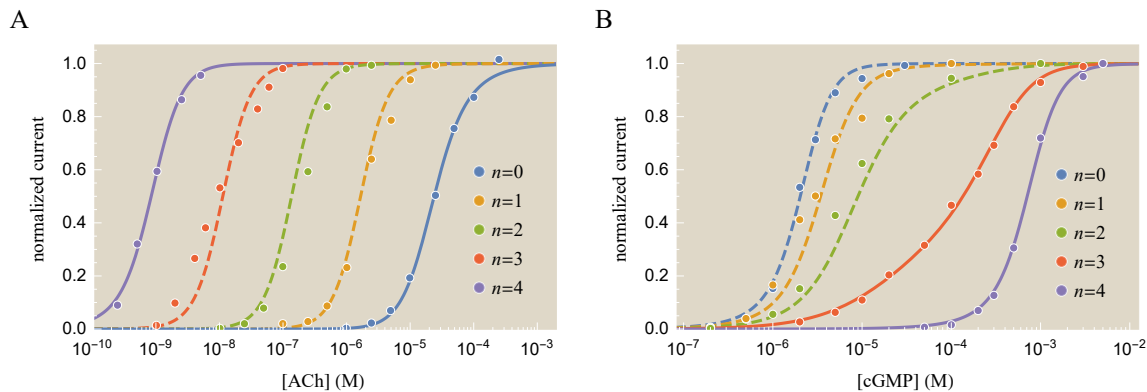 A
normalized current
1.0
0.8
0.6
0.4
0.2
0.0
10⁻¹⁰ 10⁻⁹ 10⁻⁸ 10⁻⁷ 10⁻⁶ 10⁻⁵ 10⁻⁴ 10⁻³
[ACh] (M)
n=0
n=1
n=2
n=3
n=4
B
normalized current
1.0
0.8
0.6
0.4
0.2
0.0
10⁻⁷ 10⁻⁶ 10⁻⁵ 10⁻⁴ 10⁻³ 10⁻²
[cGMP] (M)
n=0
n=1
n=2
n=3
n=4